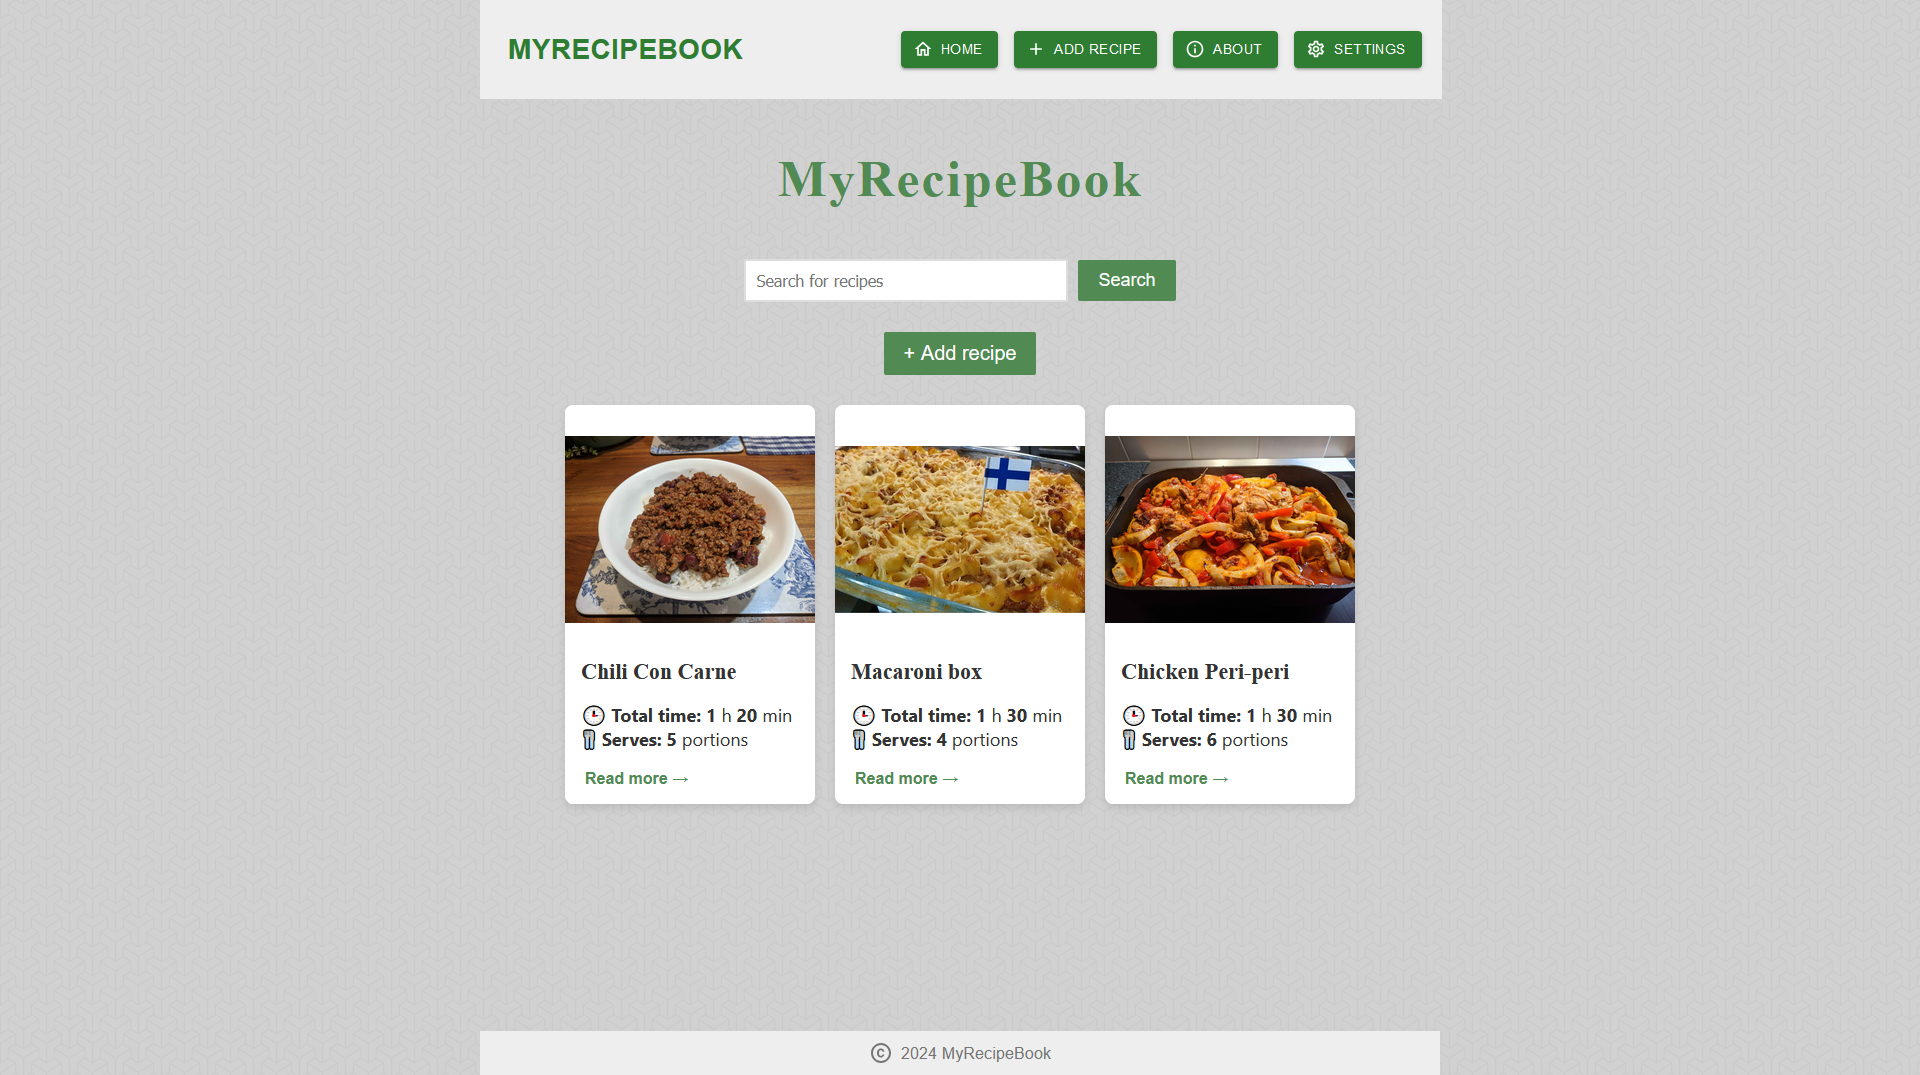 MYRECIPEBOOK
HOME
ADD RECIPE
ABOUT
SETTINGS
MyRecipeBook
Search for recipes
Search
+ Add recipe
Chili Con Carne
Total time: 1 h 20 min
Serves: 5 portions
Read more →
Macaroni box
Total time: 1 h 30 min
Serves: 4 portions
Read more →
Chicken Peri-peri
Total time: 1 h 30 min
Serves: 6 portions
Read more →
© 2024 MyRecipeBook